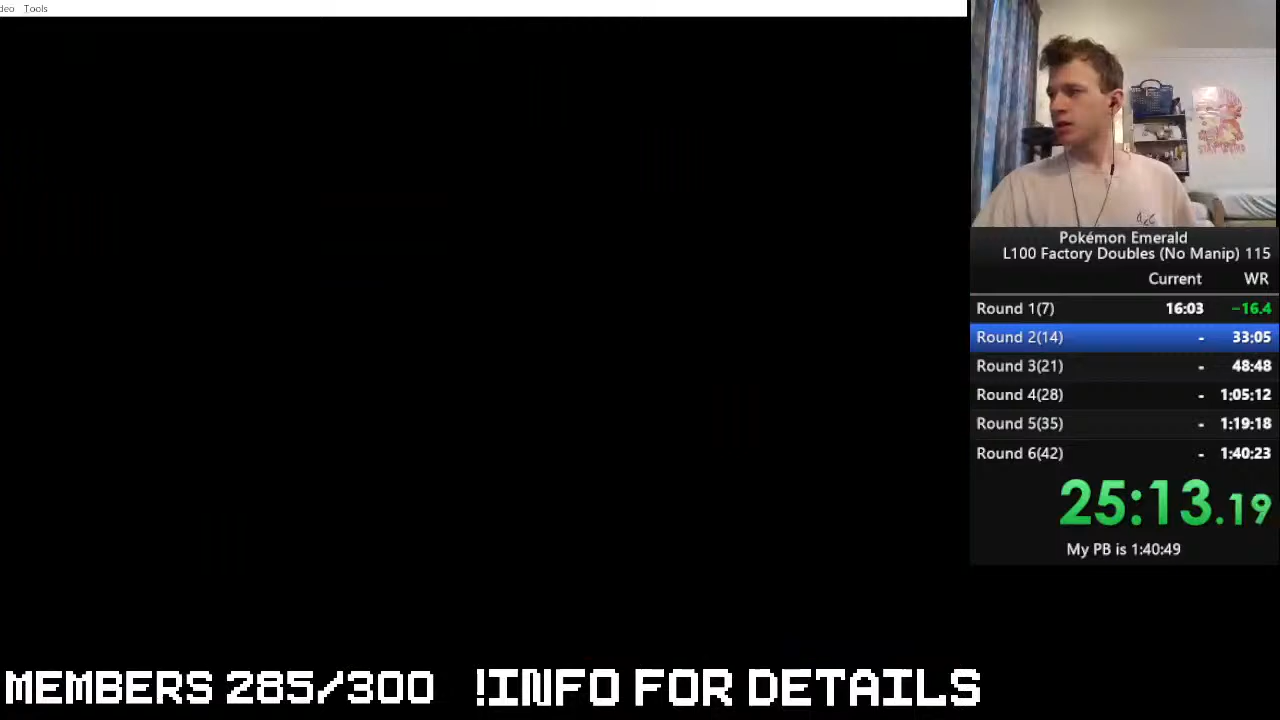 deo Tools
Pokémon Emerald
L100 Factory Doubles (No Manip) 115
Current WR
Round 1(7) 16:03 −16.4
Round 2(14) - 33:05
Round 3(21) - 48:48
Round 4(28) - 1:05:12
Round 5(35) - 1:19:18
Round 6(42) - 1:40:23
25:13.19
My PB is 1:40:49
MEMBERS 285/300 !INFO FOR DETAILS